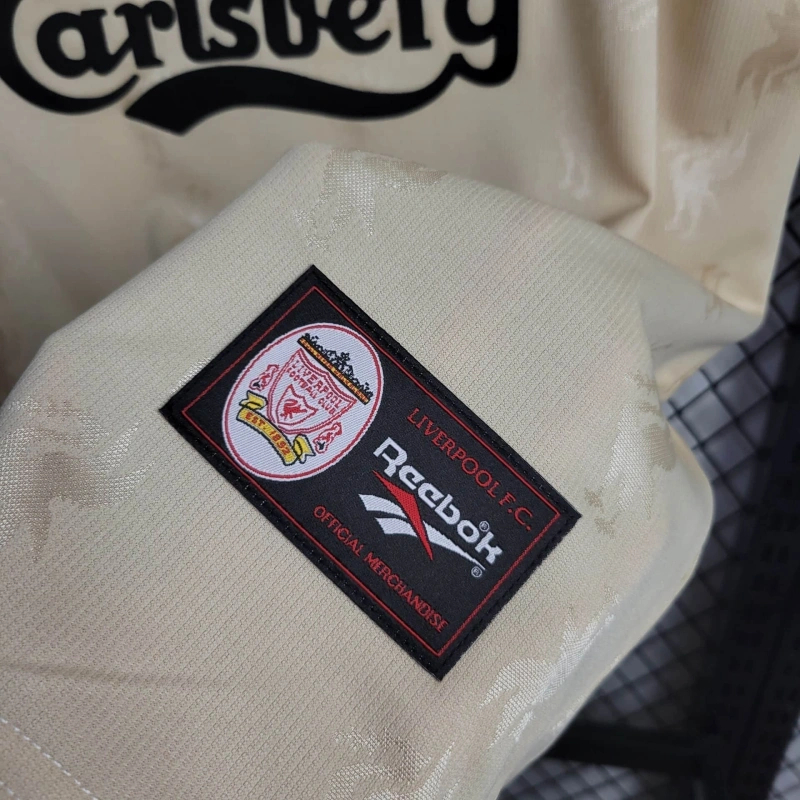 Carlsberg
LIVERPOOL
FOOTBALL CLUB
EST. 1892
LIVERPOOL F.C.
Reebok®
®
OFFICIAL MERCHANDISE